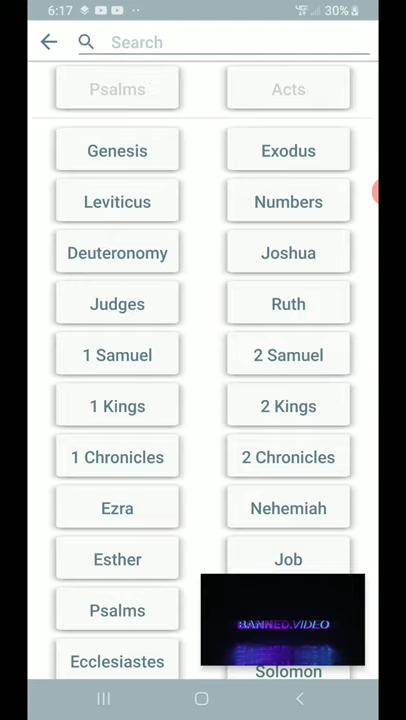 6:17
30%
Search
Psalms Acts
Genesis Exodus
Leviticus Numbers
Deuteronomy Joshua
Judges Ruth
1 Samuel 2 Samuel
1 Kings 2 Kings
1 Chronicles 2 Chronicles
Ezra Nehemiah
Esther Job
Psalms
BANNED.VIDEO
Ecclesiastes
Solomon